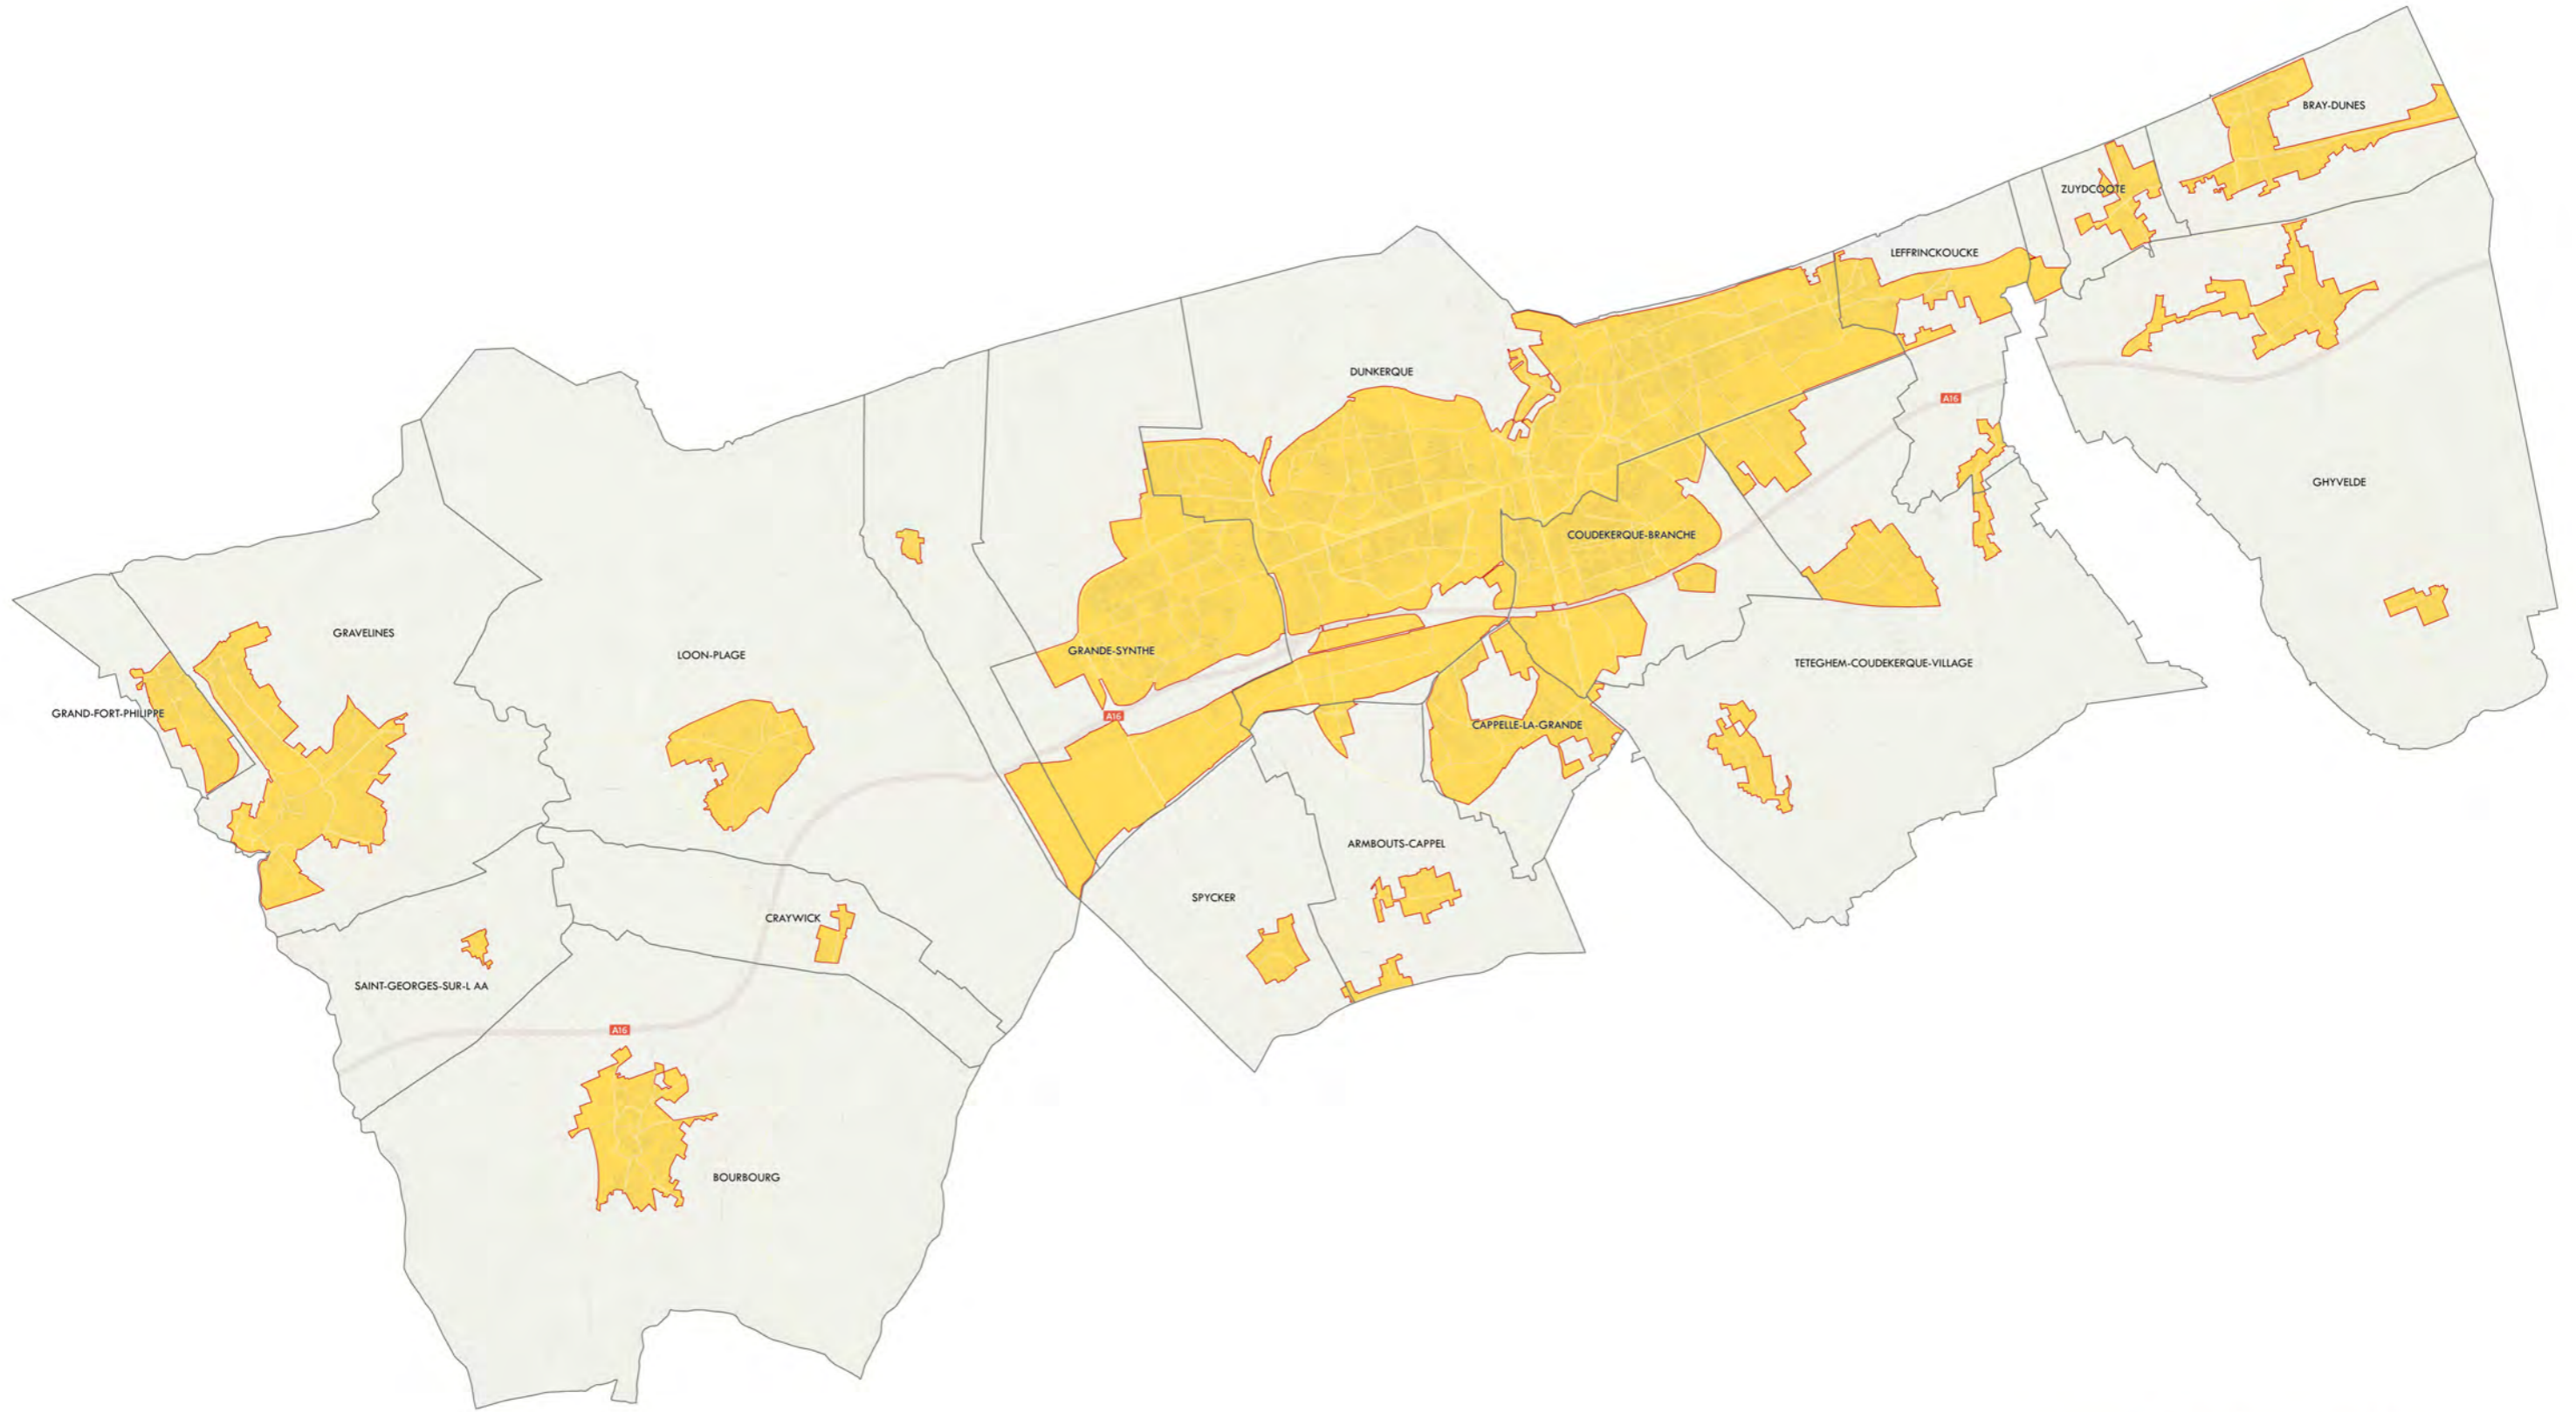 BRAY-DUNES
ZUYDCOOTE
LEFFRINCKOUCKE
DUNKERQUE
A16
GHYVELDE
COUDEKERQUE-BRANCHE
GRAVELINES
LOON-PLAGE
GRANDE-SYNTHE
TETEGHEM-COUDEKERQUE-VILLAGE
GRAND-FORT-PHILIPPE
A16
CAPPELLE-LA-GRANDE
ARMBOUTS-CAPPEL
SPYCKER
CRAYWICK
SAINT-GEORGES-SUR-L AA
A16
BOURBOURG